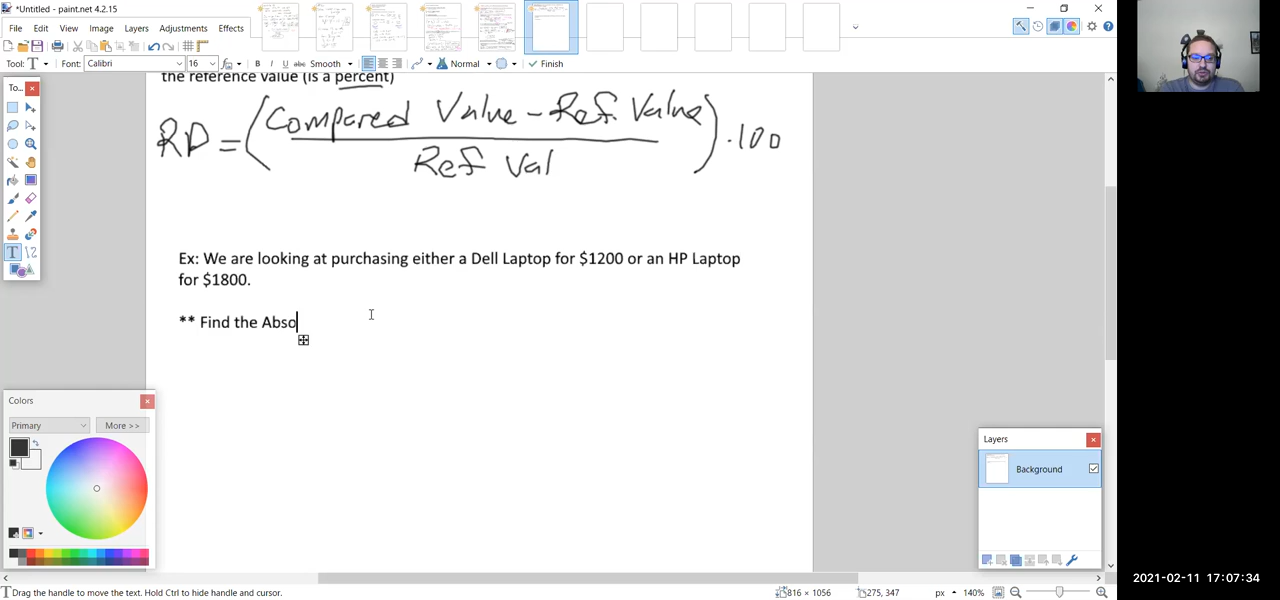 *Untitled - paint.net 4.2.15
File Edit View Image Layers Adjustments Effects
Tool: T Font: Calibri 16 B I U abc Smooth Normal Finish
To...
the reference value (is a percent)
RD = (Compared Value - Ref. Value / Ref Val) · 100
Ex: We are looking at purchasing either a Dell Laptop for $1200 or an HP Laptop
for $1800.
** Find the Abso
Colors
Primary More >>
Layers
Background
Drag the handle to move the text. Hold Ctrl to hide handle and cursor.
816 × 1056 275, 347 px 140%
2021-02-11 17:07:34